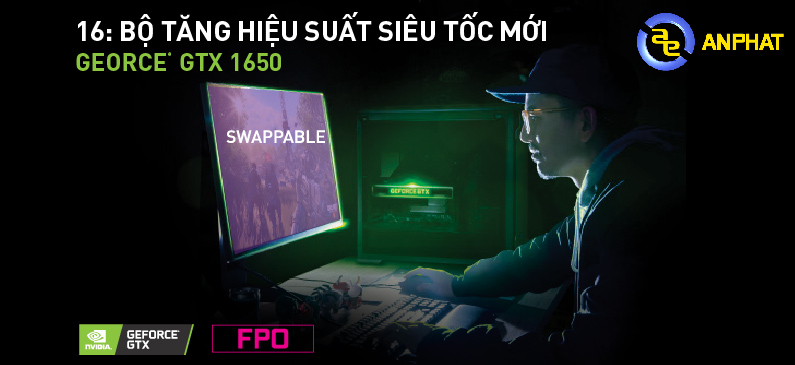 16: BỘ TĂNG HIỆU SUẤT SIÊU TỐC MỚI
GEORCE® GTX 1650
ae ANPHAT
SWAPPABLE
GEFORCE GTX
NVIDIA.
GEFORCE®
GTX
FPO